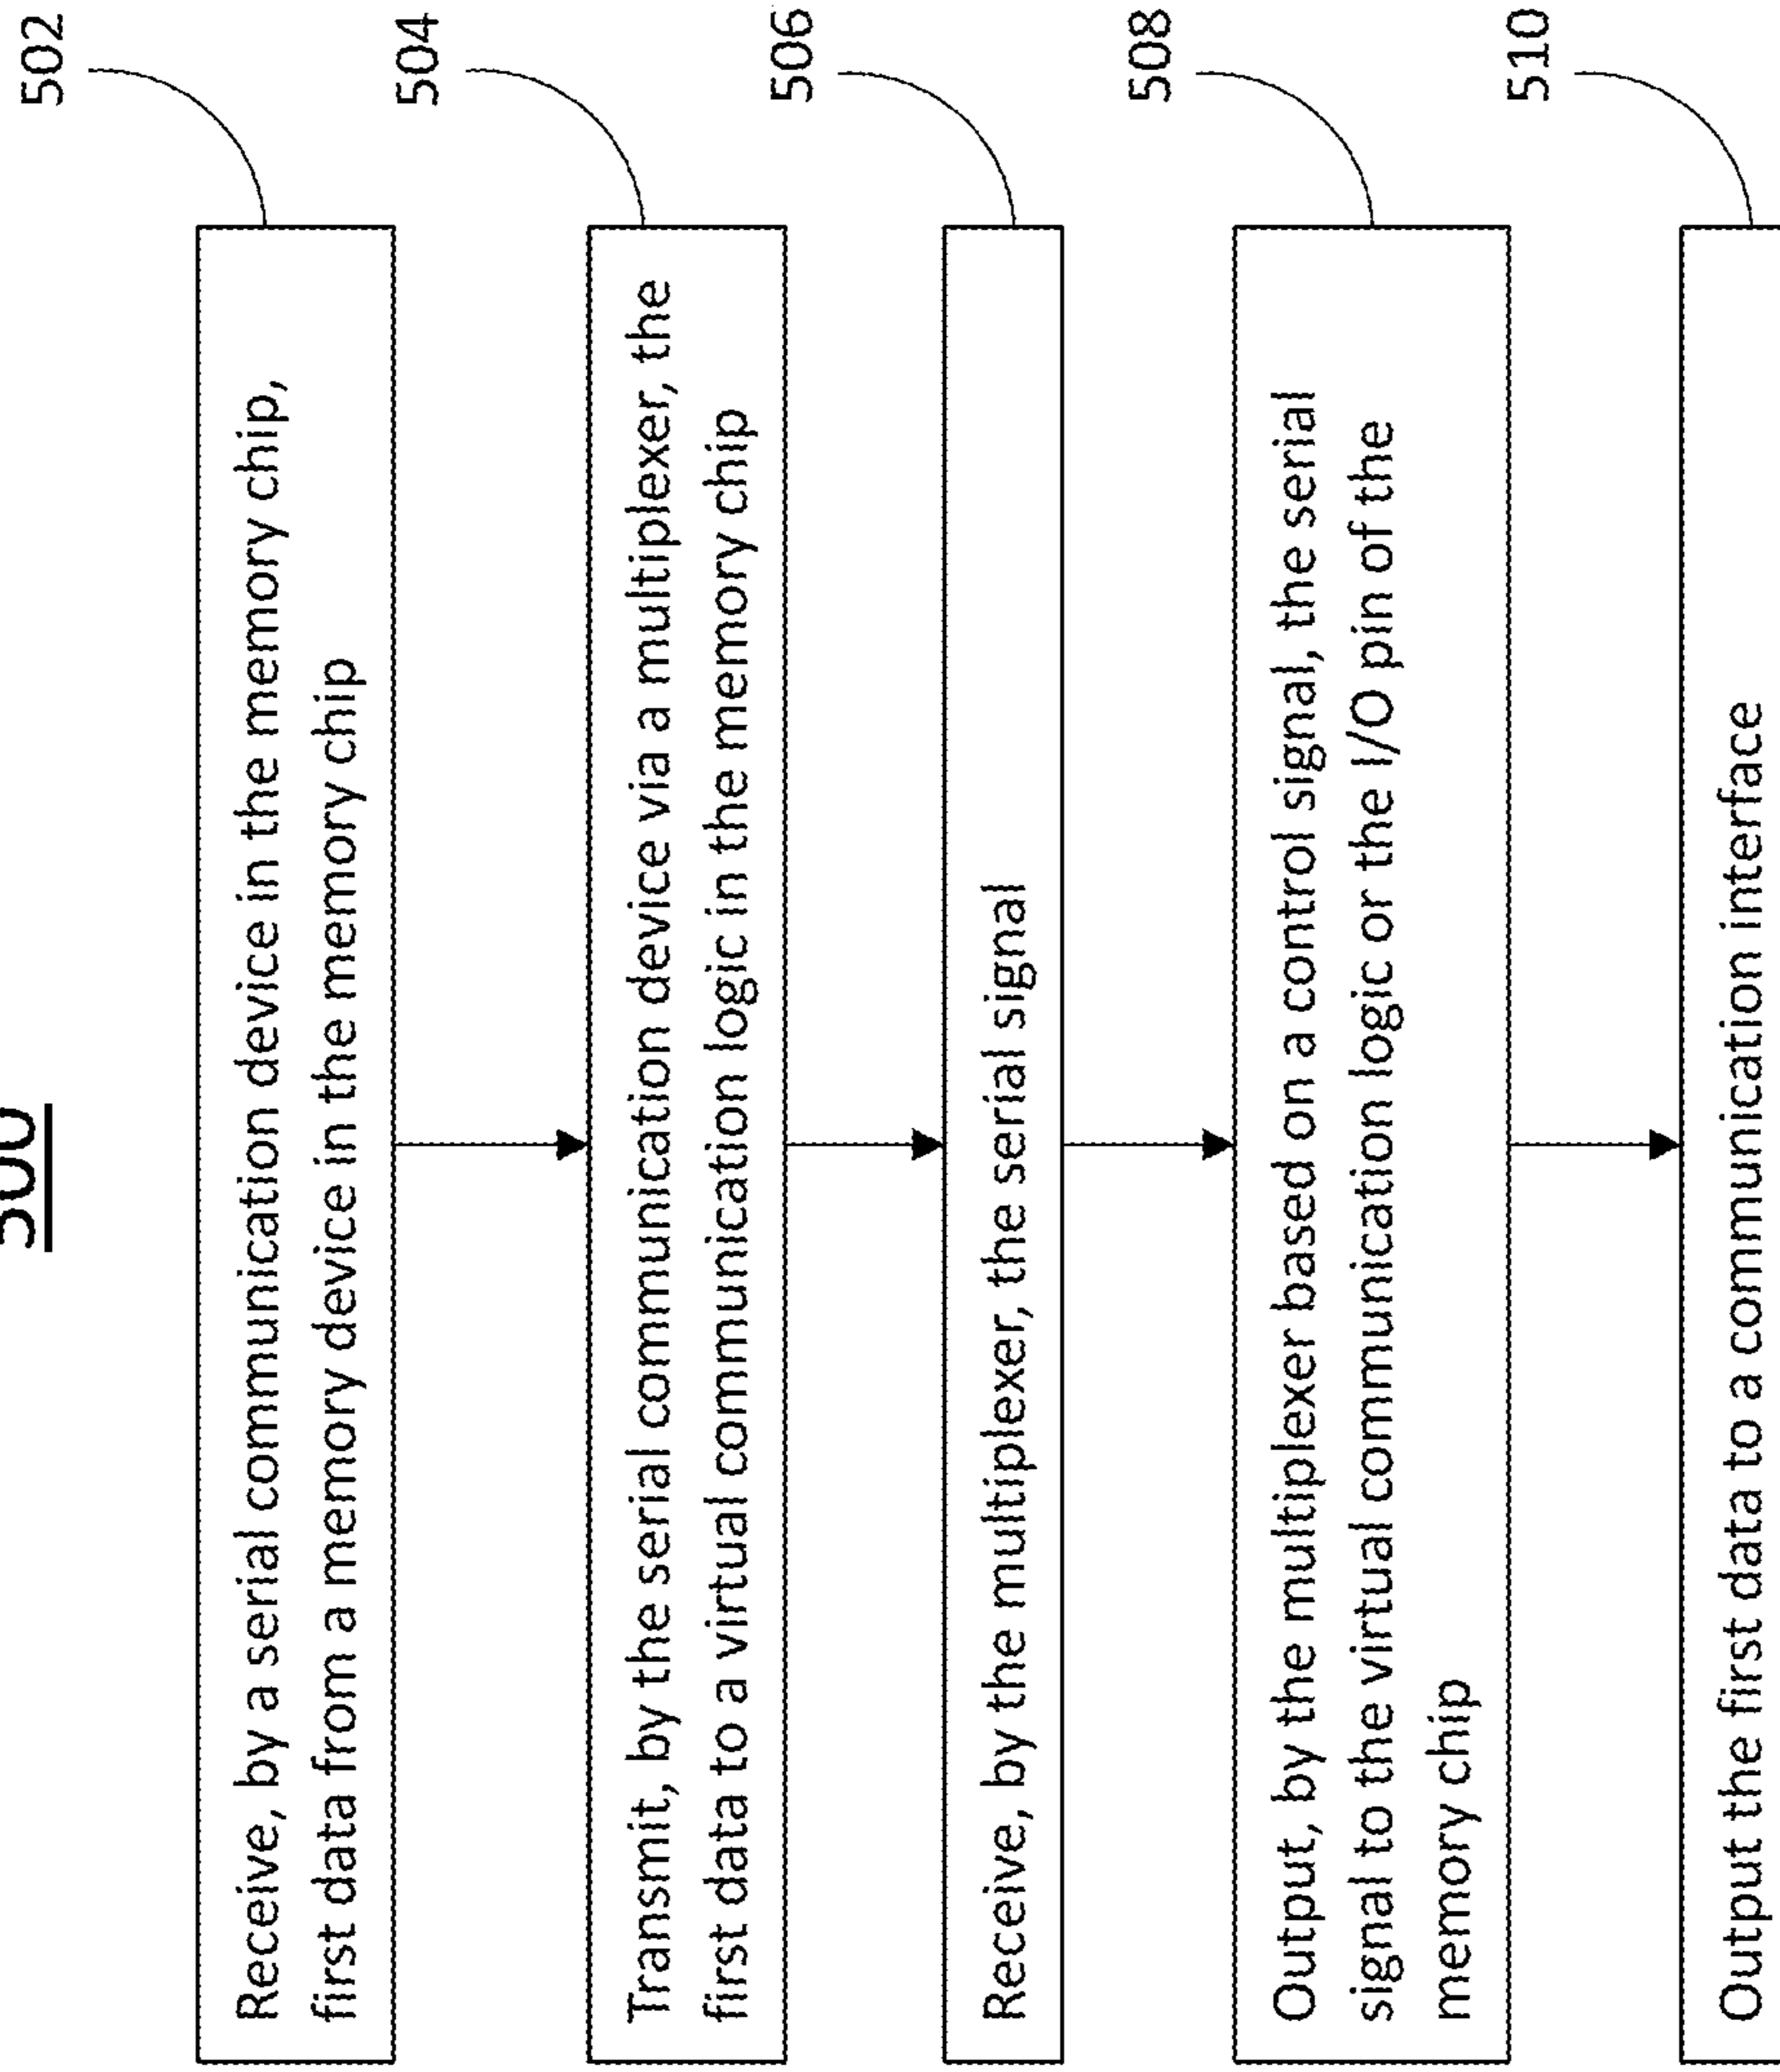 500
502
Receive, by a serial communication device in the memory chip,
first data from a memory device in the memory chip
504
Transmit, by the serial communication device via a multiplexer, the
first data to a virtual communication logic in the memory chip
506
Receive, by the multiplexer, the serial signal
508
Output, by the multiplexer based on a control signal, the serial
signal to the virtual communication logic or the I/O pin of the
memory chip
510
Output the first data to a communication interface